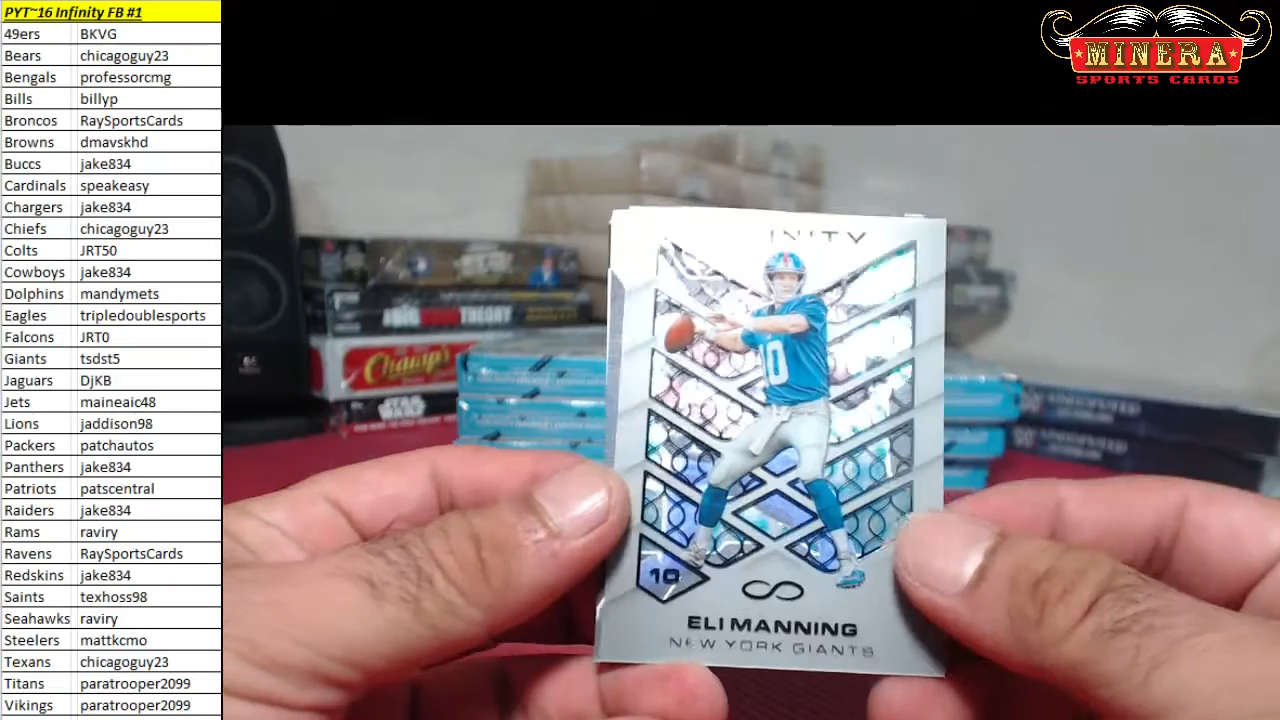 PYT~16 Infinity FB #1
49ers BKVG
Bears chicagoguy23
Bengals professorcmg
Bills billyp
Broncos RaySportsCards
Browns dmavskhd
Buccs jake834
Cardinals speakeasy
Chargers jake834
Chiefs chicagoguy23
Colts JRT50
Cowboys jake834
Dolphins mandymets
Eagles tripledoublesports
Falcons JRT0
Giants tsdst5
Jaguars DjKB
Jets maineaic48
Lions jaddison98
Packers patchautos
Panthers jake834
Patriots patscentral
Raiders jake834
Rams raviry
Ravens RaySportsCards
Redskins jake834
Saints texhoss98
Seahawks raviry
Steelers mattkcmo
Texans chicagoguy23
Titans paratrooper2099
Vikings paratrooper2099
MINERA
SPORTS CARDS
INITY
10
10
ELI MANNING
NEW YORK GIANTS
Champ's
STAR WARS
THEORY